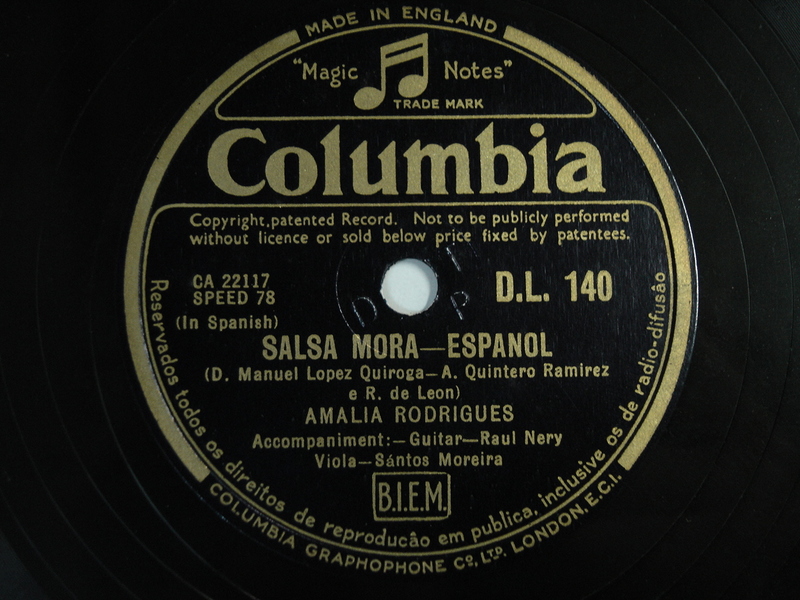 MADE IN ENGLAND
"Magic Notes"
TRADE MARK
Columbia
Copyright, patented Record. Not to be publicly performed
without licence or sold below price fixed by patentees.
CA 22117
SPEED 78
D.L. 140
(In Spanish)
SALSA MORA—ESPANOL
(D. Manuel Lopez Quiroga—A. Quintero Ramirez
e R. de Leon)
AMALIA RODRIGUES
Accompaniment:—Guitar—Raul Nery
Viola—Sántos Moreira
B.I.E.M.
Reservados todos os direitos de reproducão em publica, inclusive os de radio-difusão
COLUMBIA GRAPHOPHONE Co, LTD. LONDON, E.C.I.